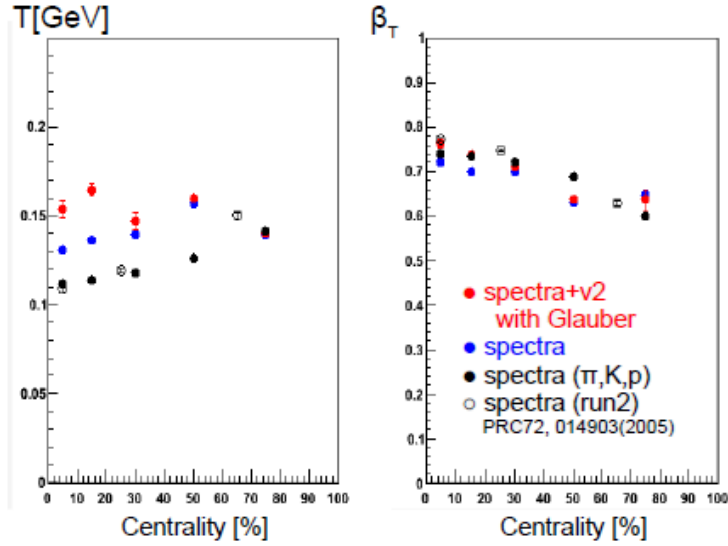 T[GeV]
0.2
0.15
0.1
0.05
0
0 10 20 30 40 50 60 70 80 90 100
Centrality [%]
β_T
1
0.9
0.8
0.7
0.6
0.5
0.4
0.3
0.2
0.1
0
0 10 20 30 40 50 60 70 80 90 100
Centrality [%]
spectra+v2
with Glauber
spectra
spectra (π,K,p)
spectra (run2)
PRC72, 014903(2005)